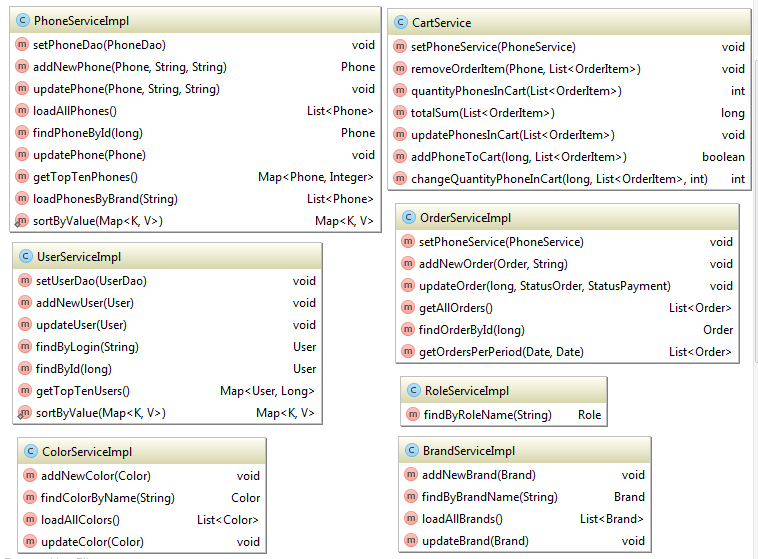 PhoneServiceImpl
setPhoneDao(PhoneDao) void
addNewPhone(Phone, String, String) Phone
updatePhone(Phone, String, String) void
loadAllPhones() List<Phone>
findPhoneById(long) Phone
updatePhone(Phone) void
getTopTenPhones() Map<Phone, Integer>
loadPhonesByBrand(String) List<Phone>
sortByValue(Map<K, V>) Map<K, V>
UserServiceImpl
setUserDao(UserDao) void
addNewUser(User) void
updateUser(User) void
findByLogin(String) User
findById(long) User
getTopTenUsers() Map<User, Long>
sortByValue(Map<K, V>) Map<K, V>
ColorServiceImpl
addNewColor(Color) void
findColorByName(String) Color
loadAllColors() List<Color>
updateColor(Color) void
CartService
setPhoneService(PhoneService) void
removeOrderItem(Phone, List<OrderItem>) void
quantityPhonesInCart(List<OrderItem>) int
totalSum(List<OrderItem>) long
updatePhonesInCart(List<OrderItem>) void
addPhoneToCart(long, List<OrderItem>) boolean
changeQuantityPhoneInCart(long, List<OrderItem>, int) int
OrderServiceImpl
setPhoneService(PhoneService) void
addNewOrder(Order, String) void
updateOrder(long, StatusOrder, StatusPayment) void
getAllOrders() List<Order>
findOrderById(long) Order
getOrdersPerPeriod(Date, Date) List<Order>
RoleServiceImpl
findByRoleName(String) Role
BrandServiceImpl
addNewBrand(Brand) void
findByBrandName(String) Brand
loadAllBrands() List<Brand>
updateBrand(Brand) void